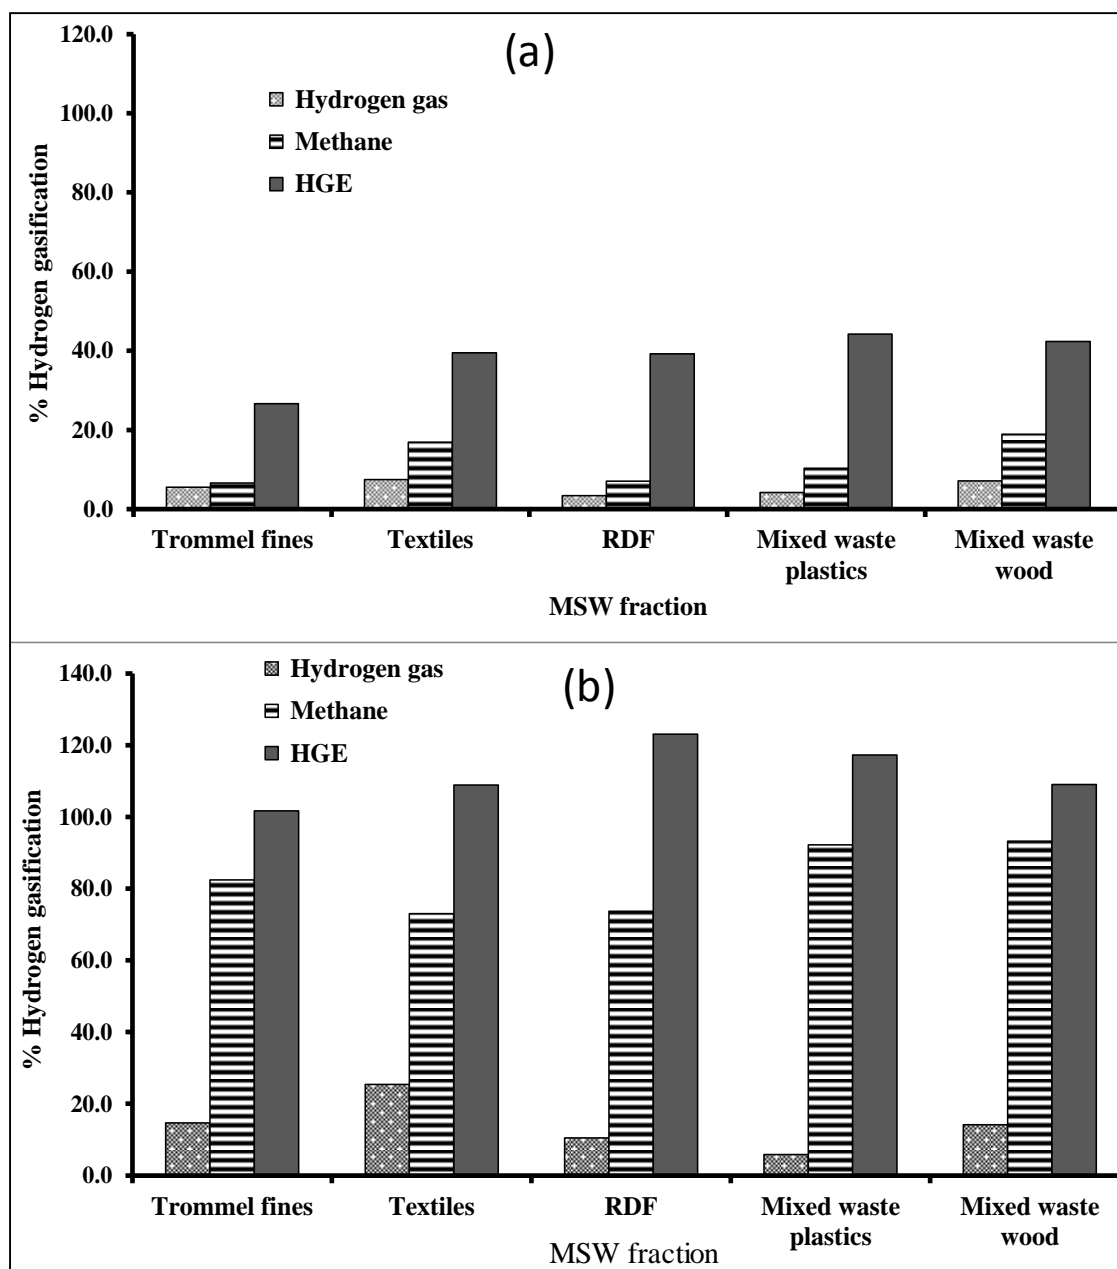 (a)
120.0
100.0
80.0
60.0
40.0
20.0
0.0
% Hydrogen gasification
Hydrogen gas
Methane
HGE
Trommel fines
Textiles
RDF
Mixed waste
plastics
Mixed waste
wood
MSW fraction
(b)
140.0
120.0
100.0
80.0
60.0
40.0
20.0
0.0
% Hydrogen gasification
Hydrogen gas
Methane
HGE
Trommel fines
Textiles
RDF
Mixed waste
plastics
Mixed waste
wood
MSW fraction